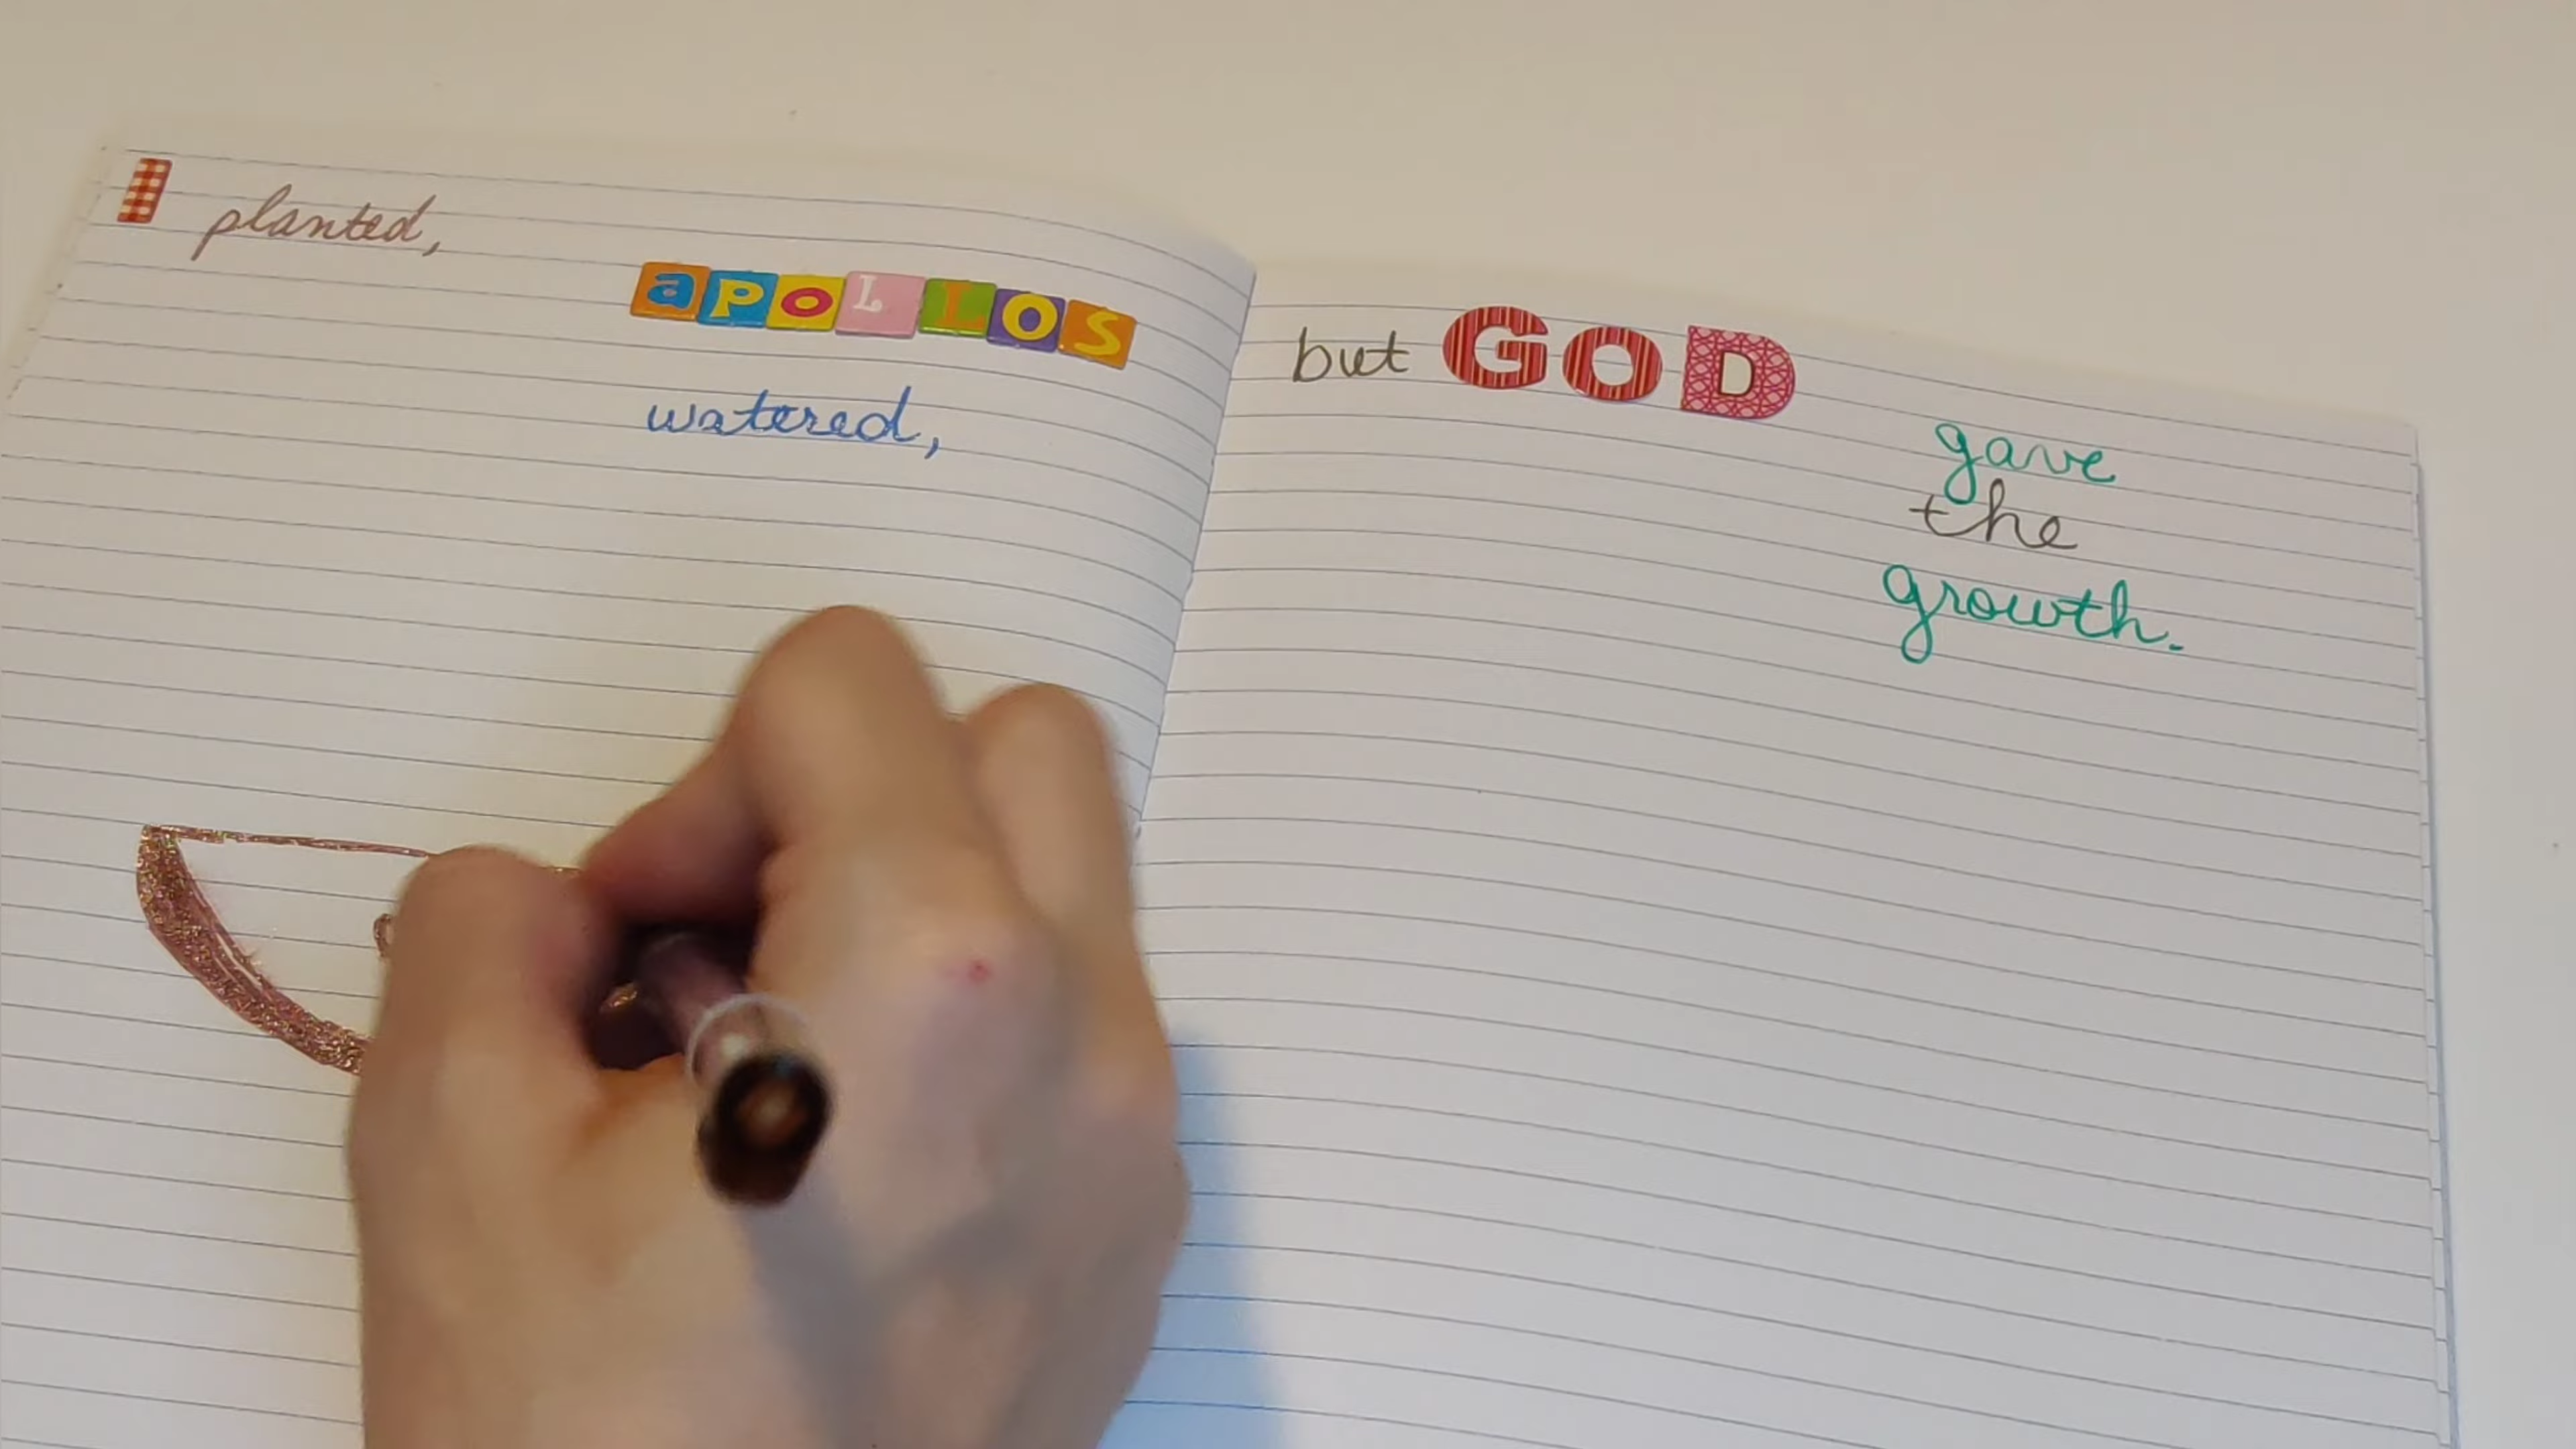 I planted,
aPOLLOS
watered,
but GOD
gave
the
growth.